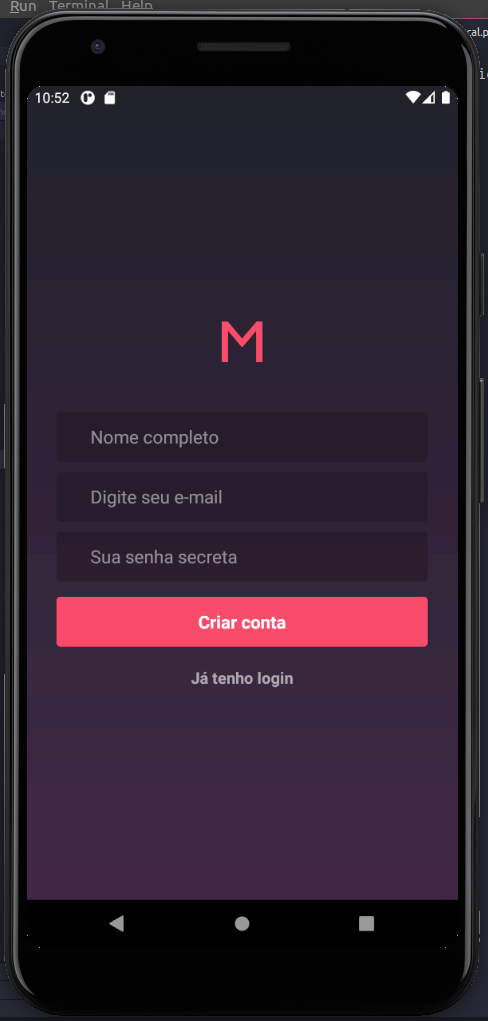 Run Terminal Help
10:52
M
Nome completo
Digite seu e-mail
Sua senha secreta
Criar conta
Já tenho login